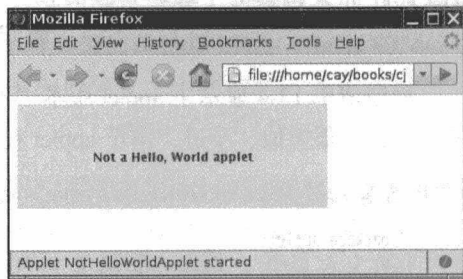 Mozilla Firefox
File Edit View History Bookmarks Tools Help
file:///home/cay/books/cj
Not a Hello, World applet
Applet NotHelloWorldApplet started